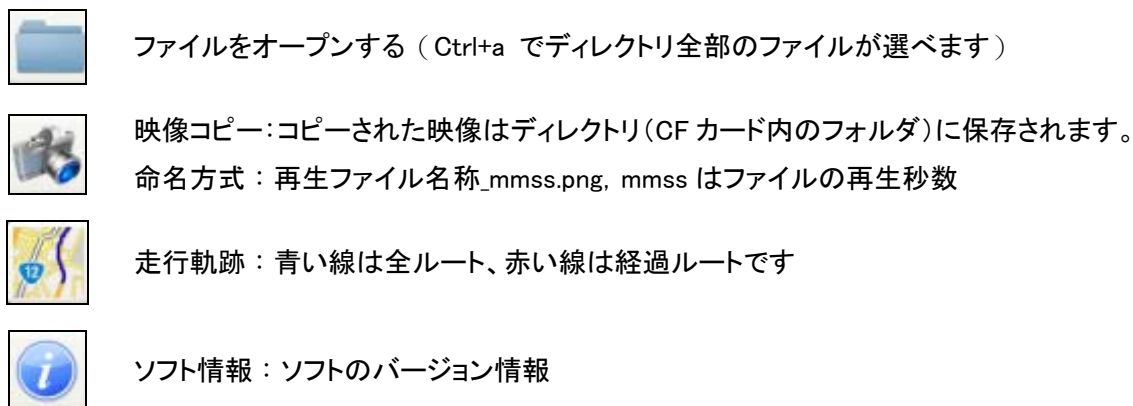 ファイルをオープンする（Ctrl+a でディレクトリ全部のファイルが選べます）
映像コピー：コピーされた映像はディレクトリ（CFカード内のフォルダ）に保存されます。
命名方式：再生ファイル名称_mmss.png, mmss はファイルの再生秒数
12
走行軌跡：青い線は全ルート、赤い線は経過ルートです
i
ソフト情報：ソフトのバージョン情報